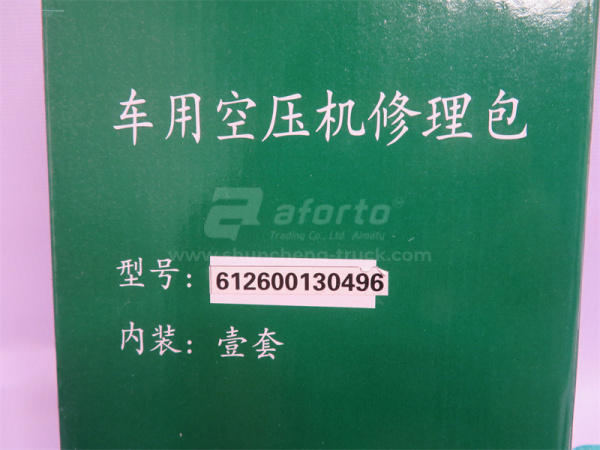 车用空压机修理包
aforto
Trading Co., Ltd. Almaty
www.chuncheng-truck.com
型号：612600130496
内装：壹套